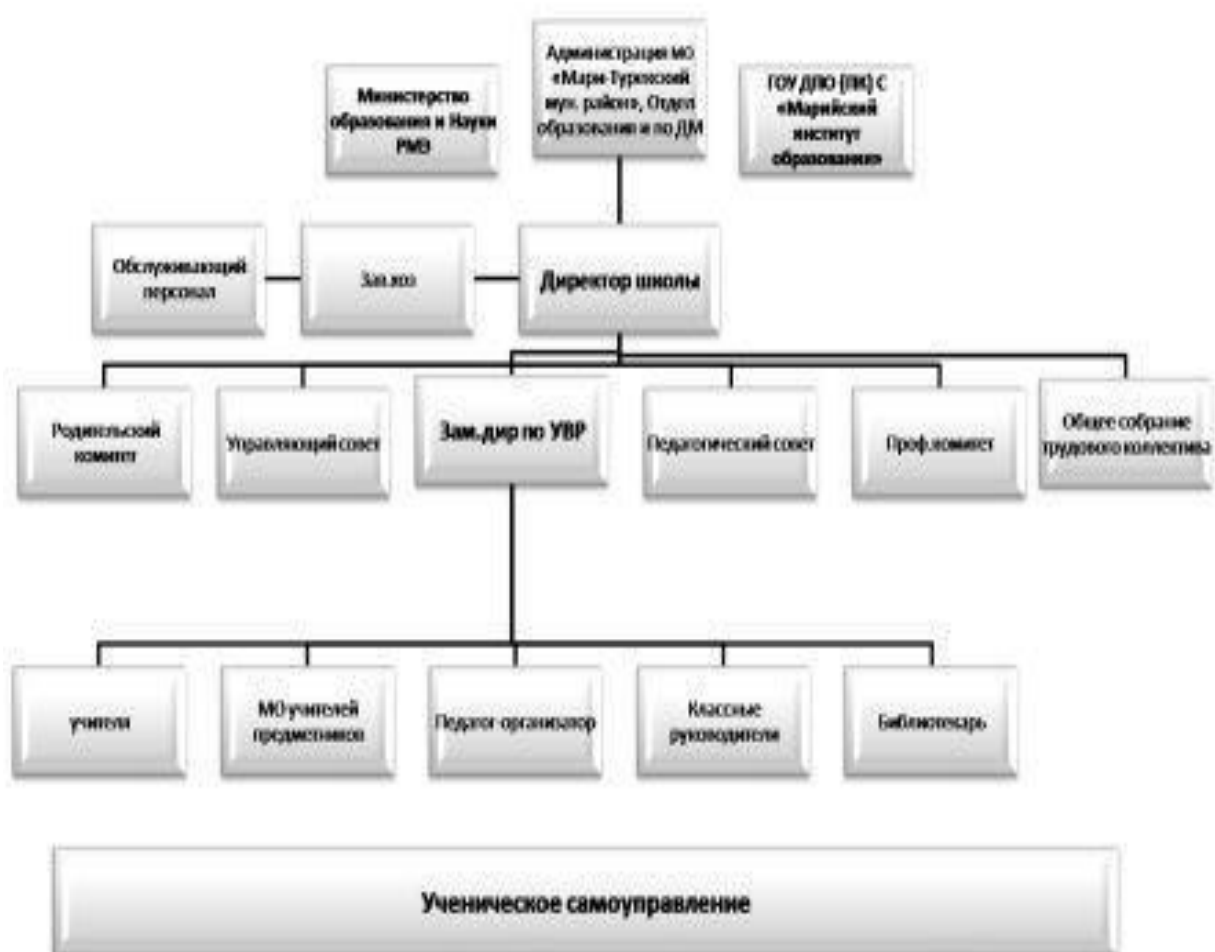 Министерство
образования и Науки
РМЭ
Администрация МО
«Мари-Турекский
мун. район», Отдел
образования и по ДМ
ГОУ ДПО (ПК) С
«Марийский
институт
образования»
Обслуживающий
персонал
Зав.хоз
Директор школы
Родительский
комитет
Управляющий совет
Зам.дир по УВР
Педагогический совет
Проф.комитет
Общее собрание
трудового коллектива
учителя
МО учителей
предметников
Педагог организатор
Классные
руководители
Библиотекарь
Ученическое самоуправление